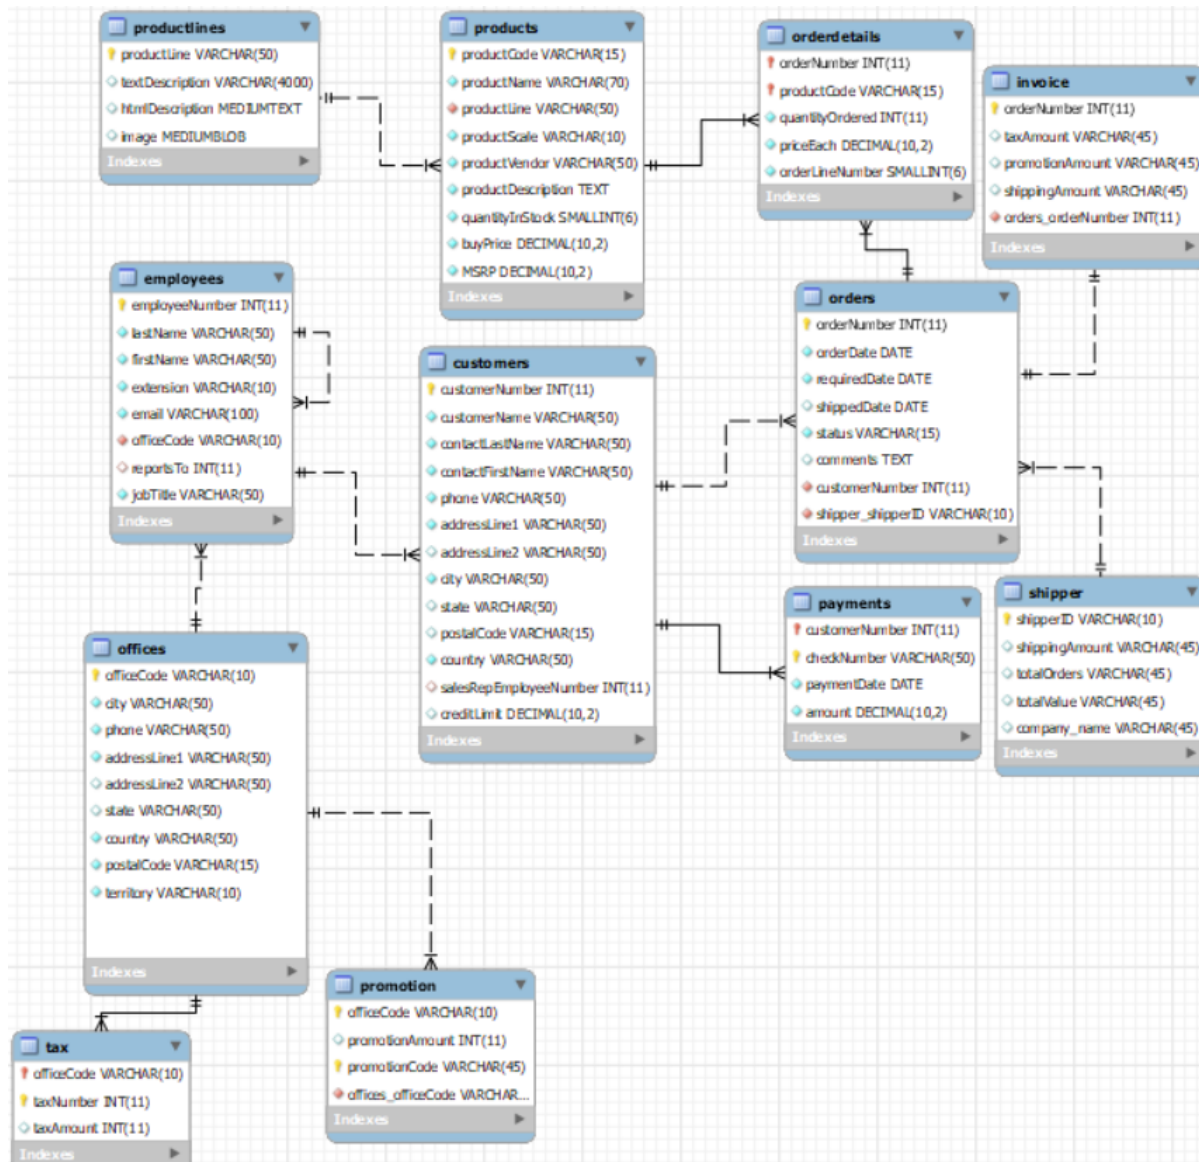 productlines
productLine VARCHAR(50)
textDescription VARCHAR(4000)
htmlDescription MEDIUMTEXT
image MEDIUMBLOB
Indexes
products
productCode VARCHAR(15)
productName VARCHAR(70)
productLine VARCHAR(50)
productScale VARCHAR(10)
productVendor VARCHAR(50)
productDescription TEXT
quantityInStock SMALLINT(6)
buyPrice DECIMAL(10,2)
MSRP DECIMAL(10,2)
Indexes
orderdetails
orderNumber INT(11)
productCode VARCHAR(15)
quantityOrdered INT(11)
priceEach DECIMAL(10,2)
orderLineNumber SMALLINT(6)
Indexes
invoice
orderNumber INT(11)
taxAmount VARCHAR(45)
promotionAmount VARCHAR(45)
shippingAmount VARCHAR(45)
orders_orderNumber INT(11)
Indexes
employees
employeeNumber INT(11)
lastName VARCHAR(50)
firstName VARCHAR(50)
extension VARCHAR(10)
email VARCHAR(100)
officeCode VARCHAR(10)
reportsTo INT(11)
jobTitle VARCHAR(50)
Indexes
customers
customerNumber INT(11)
customerName VARCHAR(50)
contactLastName VARCHAR(50)
contactFirstName VARCHAR(50)
phone VARCHAR(50)
addressLine1 VARCHAR(50)
addressLine2 VARCHAR(50)
city VARCHAR(50)
state VARCHAR(50)
postalCode VARCHAR(15)
country VARCHAR(50)
salesRepEmployeeNumber INT(11)
creditLimit DECIMAL(10,2)
Indexes
orders
orderNumber INT(11)
orderDate DATE
requiredDate DATE
shippedDate DATE
status VARCHAR(15)
comments TEXT
customerNumber INT(11)
shipper_shipperID VARCHAR(10)
Indexes
payments
customerNumber INT(11)
checkNumber VARCHAR(50)
paymentDate DATE
amount DECIMAL(10,2)
Indexes
shipper
shipperID VARCHAR(10)
shippingAmount VARCHAR(45)
totalOrders VARCHAR(45)
totalValue VARCHAR(45)
company_name VARCHAR(45)
Indexes
offices
officeCode VARCHAR(10)
city VARCHAR(50)
phone VARCHAR(50)
addressLine1 VARCHAR(50)
addressLine2 VARCHAR(50)
state VARCHAR(50)
country VARCHAR(50)
postalCode VARCHAR(15)
territory VARCHAR(10)
Indexes
promotion
officeCode VARCHAR(10)
promotionAmount INT(11)
promotionCode VARCHAR(45)
offices_officeCode VARCHAR...
Indexes
tax
officeCode VARCHAR(10)
taxNumber INT(11)
taxAmount INT(11)
Indexes